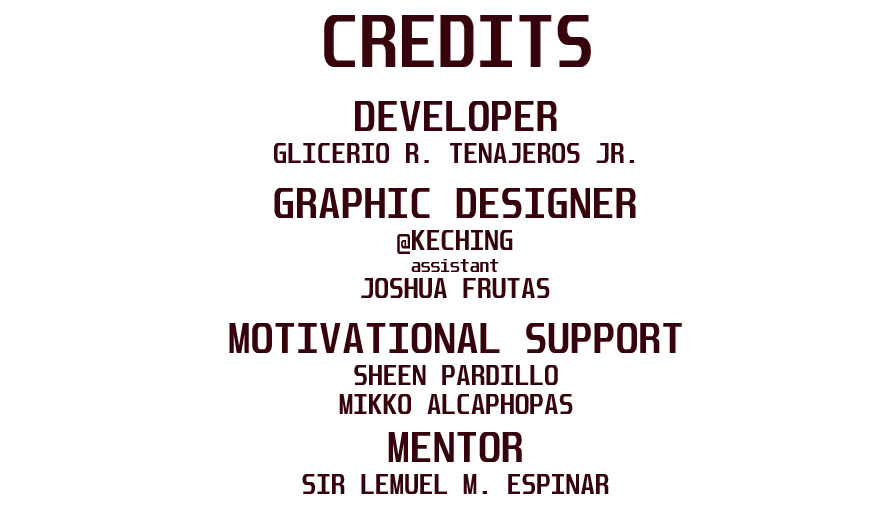 CREDITS
DEVELOPER
GLICERIO R. TENAJEROS JR.
GRAPHIC DESIGNER
@KECHING
assistant
JOSHUA FRUTAS
MOTIVATIONAL SUPPORT
SHEEN PARDILLO
MIKKO ALCAPHOPAS
MENTOR
SIR LEMUEL M. ESPINAR